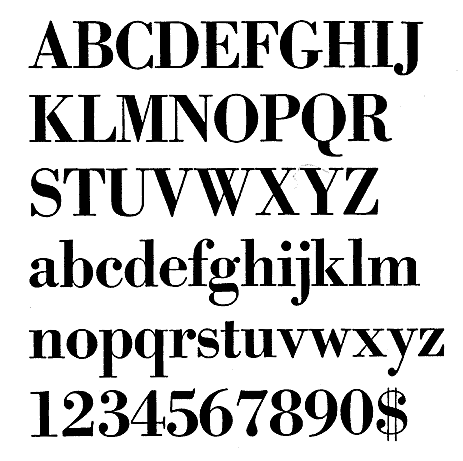 ABCDEFGHIJ
KLMNOPQR
STUVWXYZ
abcdefghijklm
nopqrstuvwxyz
1234567890$